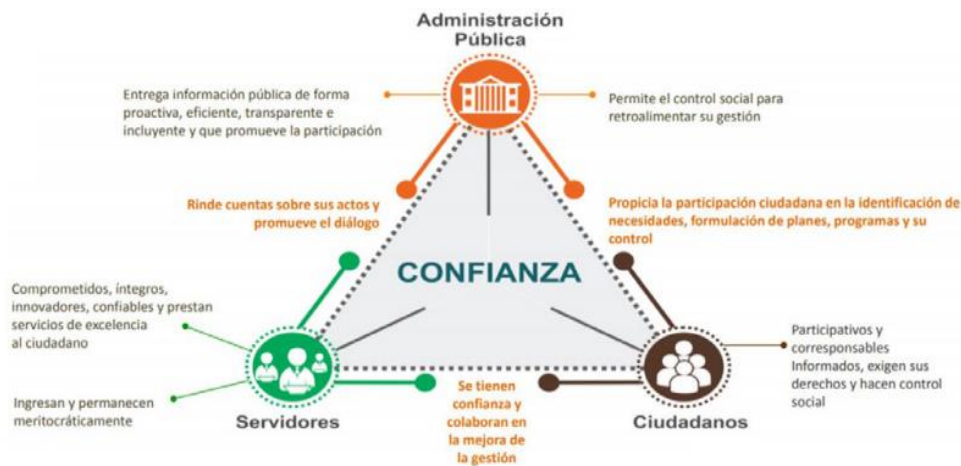 Administración
Pública
Entrega información pública de forma
proactiva, eficiente, transparente e
incluyente y que promueve la participación
Permite el control social para
retroalimentar su gestión
Rinde cuentas sobre sus actos y
promueve el diálogo
Propicia la participación ciudadana en la identificación de
necesidades, formulación de planes, programas y su
control
CONFIANZA
Comprometidos, íntegros,
innovadores, confiables y prestan
servicios de excelencia
al ciudadano
Ingresan y permanecen
meritocráticamente
Servidores
Se tienen
confianza y
colaboran en
la mejora de
la gestión
Participativos y
corresponsables
Informados, exigen sus
derechos y hacen control
social
Ciudadanos